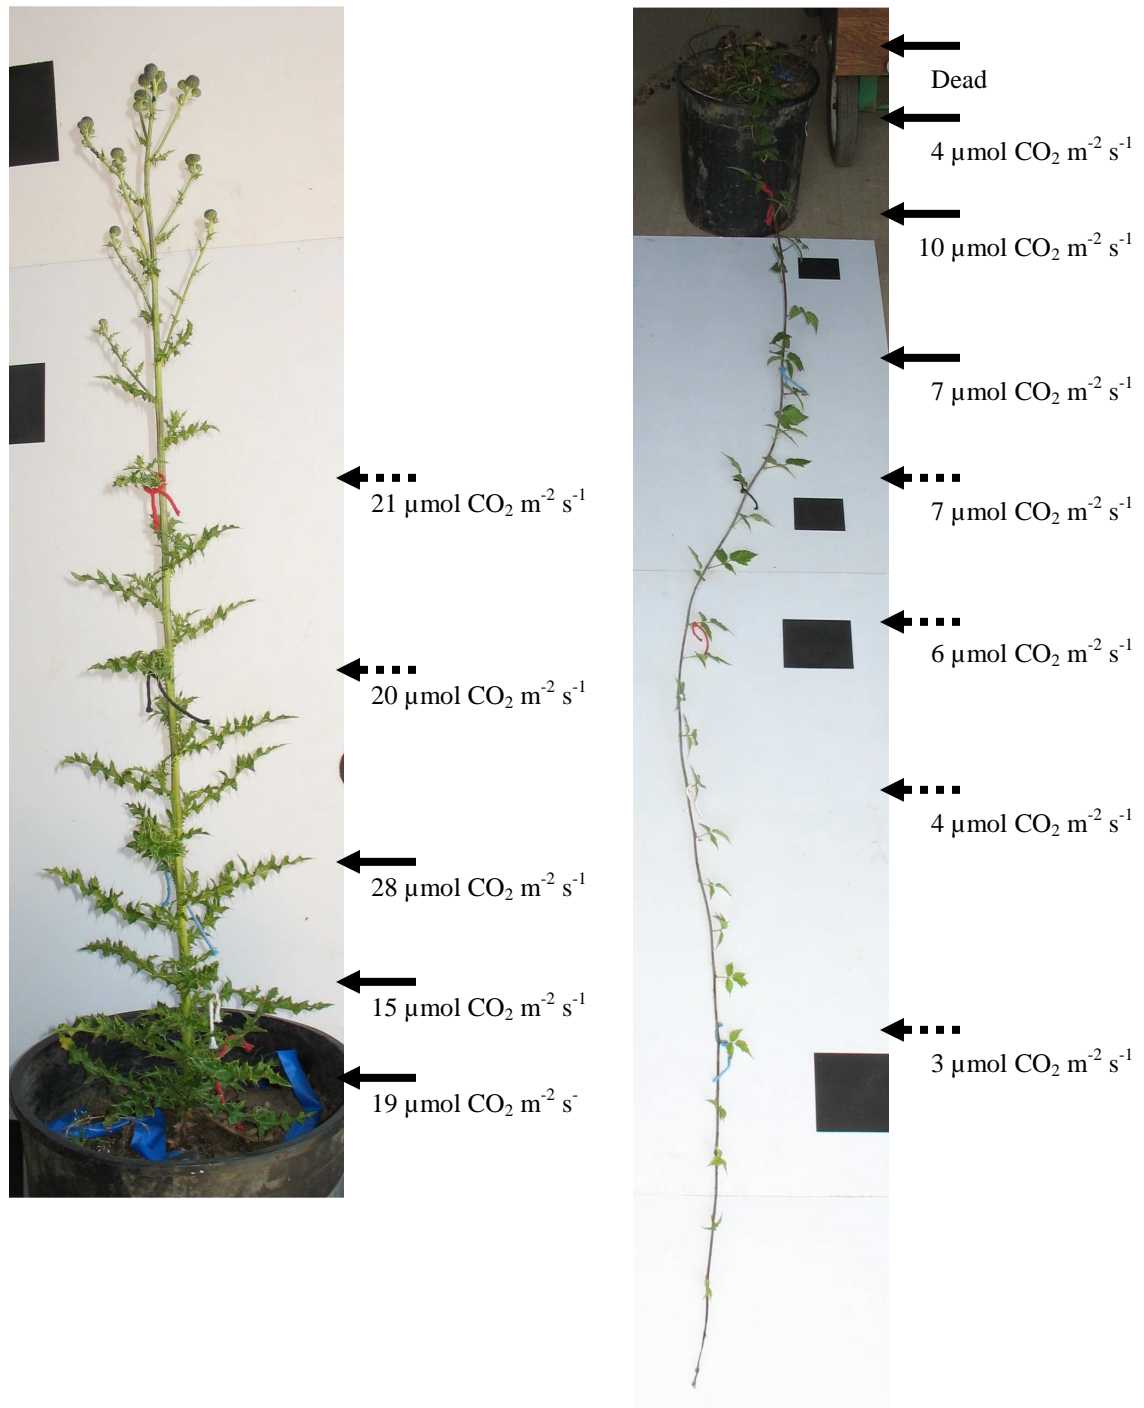 21 µmol CO₂ m⁻² s⁻¹
20 µmol CO₂ m⁻² s⁻¹
28 µmol CO₂ m⁻² s⁻¹
15 µmol CO₂ m⁻² s⁻¹
19 µmol CO₂ m⁻² s⁻
Dead
4 µmol CO₂ m⁻² s⁻¹
10 µmol CO₂ m⁻² s⁻¹
7 µmol CO₂ m⁻² s⁻¹
7 µmol CO₂ m⁻² s⁻¹
6 µmol CO₂ m⁻² s⁻¹
4 µmol CO₂ m⁻² s⁻¹
3 µmol CO₂ m⁻² s⁻¹